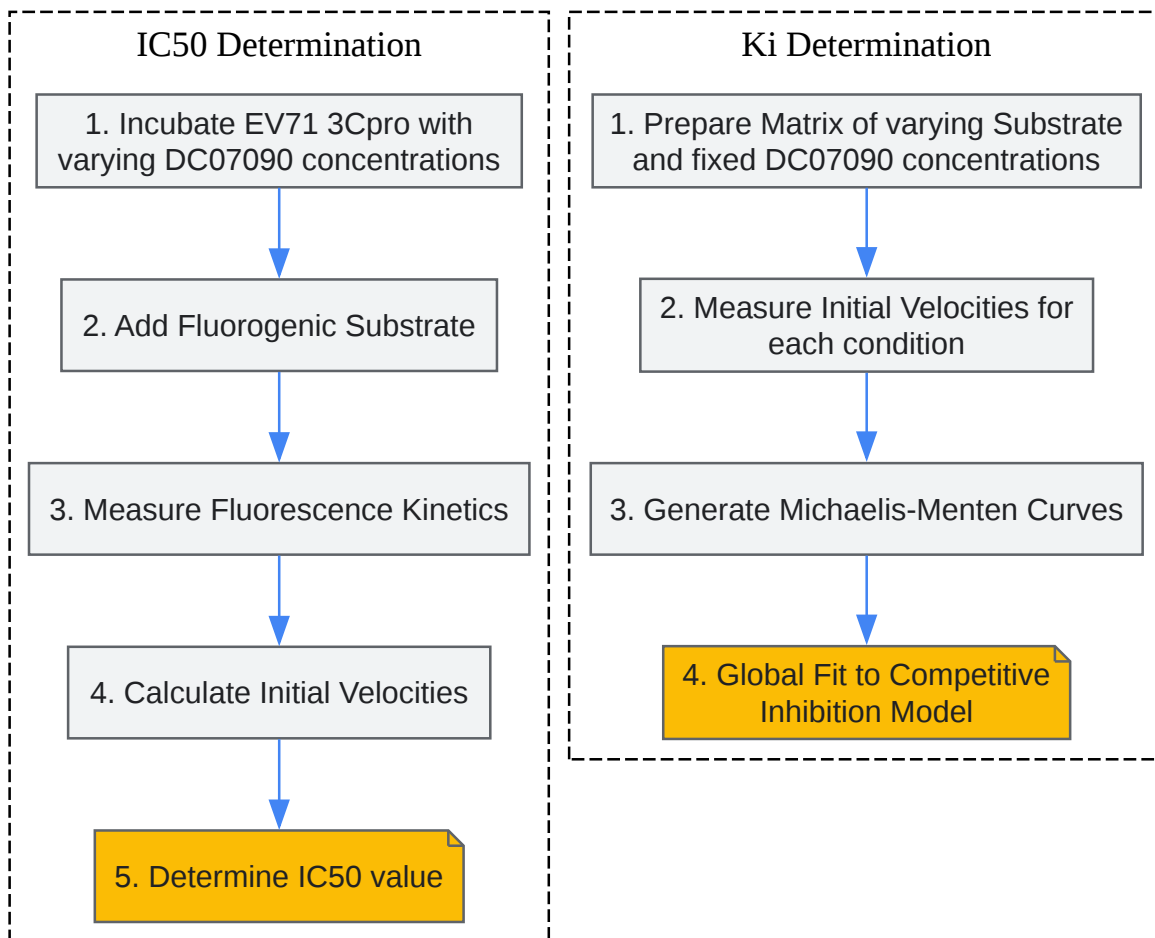 IC50 Determination
1. Incubate EV71 3Cpro with
varying DC07090 concentrations
2. Add Fluorogenic Substrate
3. Measure Fluorescence Kinetics
4. Calculate Initial Velocities
5. Determine IC50 value
Ki Determination
1. Prepare Matrix of varying Substrate
and fixed DC07090 concentrations
2. Measure Initial Velocities for
each condition
3. Generate Michaelis-Menten Curves
4. Global Fit to Competitive
Inhibition Model